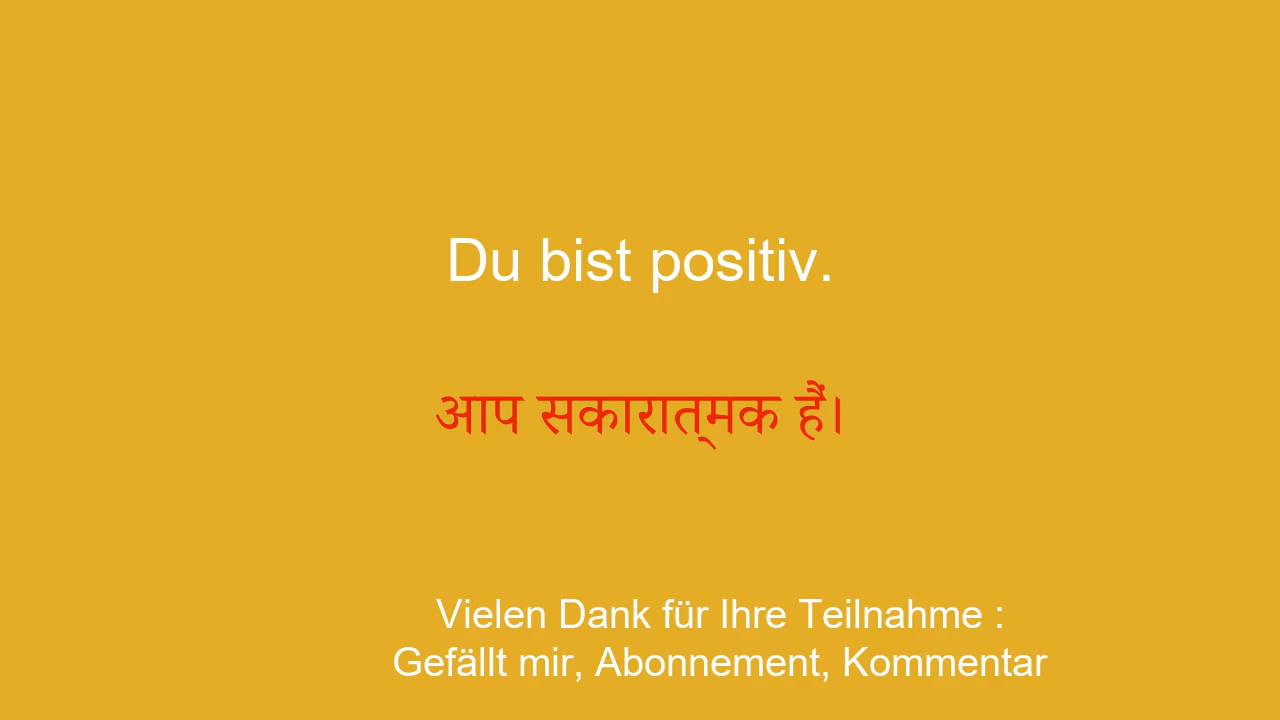 Du bist positiv.
आप सकारात्मक हैं।
Vielen Dank für Ihre Teilnahme :
Gefällt mir, Abonnement, Kommentar